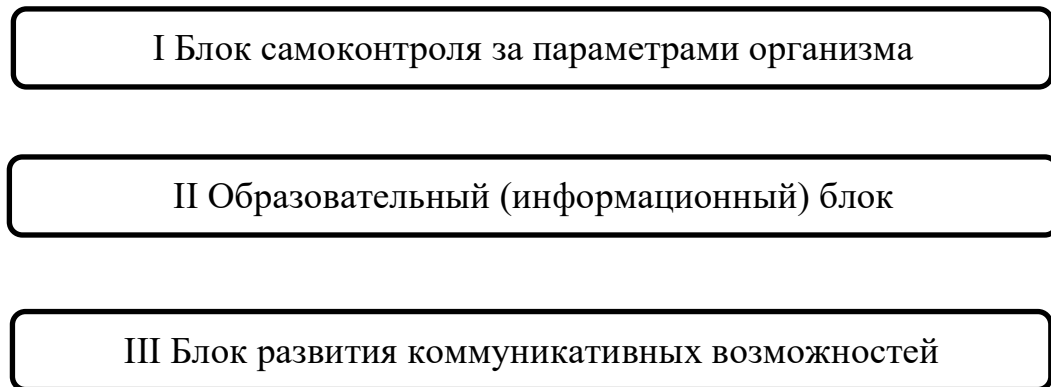 I Блок самоконтроля за параметрами организма
II Образовательный (информационный) блок
III Блок развития коммуникативных возможностей